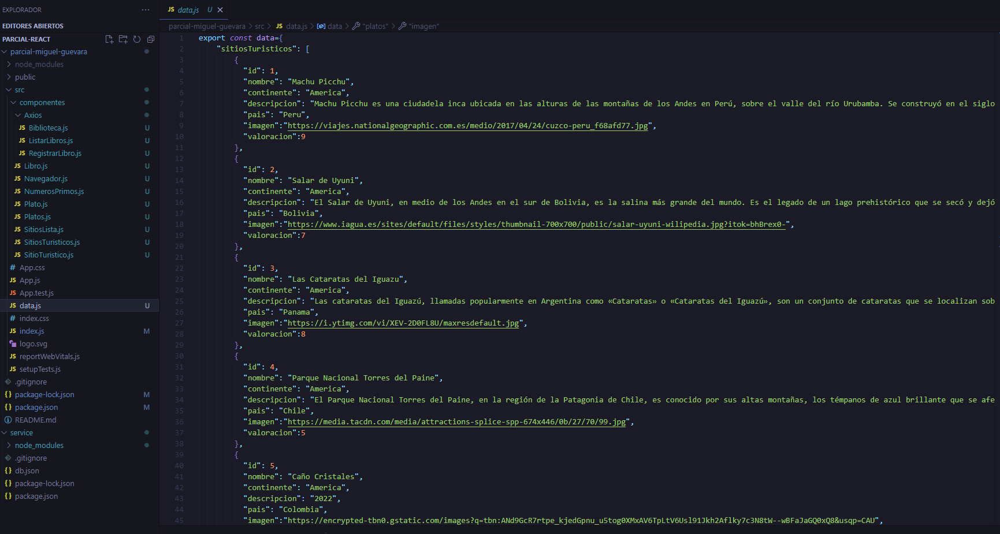 EXPLORADOR ···
EDITORES ABIERTOS
PARCIAL-REACT
parcial-miguel-guevara
node_modules
public
src
componentes
Axios
JS Biblioteca.js U
JS ListarLibros.js U
JS RegistrarLibro.js U
JS Libro.js U
JS Navegador.js U
JS NumerosPrimos.js U
JS Plato.js U
JS Platos.js U
JS SitiosLista.js U
JS SitiosTuristicos.js U
JS SitioTuristico.js U
# App.css
JS App.js
JS App.test.js
JS data.js U
# index.css
JS index.js M
logo.svg
JS reportWebVitals.js
JS setupTests.js
.gitignore
{} package-lock.json M
{} package.json M
README.md
service
node_modules
.gitignore
{} db.json
{} package-lock.json
{} package.json
JS data.js U
parcial-miguel-guevara > src > JS data.js > data > "platos" > "imagen"
1 export const data={
2 "sitiosTuristicos": [
3 {
4 "id": 1,
5 "nombre": "Machu Picchu",
6 "continente": "America",
7 "descripcion": "Machu Picchu es una ciudadela inca ubicada en las alturas de las montañas de los Andes en Perú, sobre el valle del río Urubamba. Se construyó en el siglo
8 "pais": "Peru",
9 "imagen":"https://viajes.nationalgeographic.com.es/medio/2017/04/24/cuzco-peru_f68afd77.jpg",
10 "valoracion":9
11 },
12 {
13 "id": 2,
14 "nombre": "Salar de Uyuni",
15 "continente": "America",
16 "descripcion": "El Salar de Uyuni, en medio de los Andes en el sur de Bolivia, es la salina más grande del mundo. Es el legado de un lago prehistórico que se secó y dejó
17 "pais": "Bolivia",
18 "imagen":"https://www.iagua.es/sites/default/files/styles/thumbnail-700x700/public/salar-uyuni-wilipedia.jpg?itok=bhBrex0-",
19 "valoracion":7
20 },
21 {
22 "id": 3,
23 "nombre": "Las Cataratas del Iguazu",
24 "continente": "America",
25 "descripcion": "Las cataratas del Iguazú, llamadas popularmente en Argentina como «Cataratas» o «Cataratas del Iguazú», son un conjunto de cataratas que se localizan sob
26 "pais": "Panama",
27 "imagen":"https://i.ytimg.com/vi/XEV-2D0FL8U/maxresdefault.jpg",
28 "valoracion":8
29 },
30 {
31 "id": 4,
32 "nombre": "Parque Nacional Torres del Paine",
33 "continente": "America",
34 "descripcion": "El Parque Nacional Torres del Paine, en la región de la Patagonia de Chile, es conocido por sus altas montañas, los témpanos de azul brillante que se afe
35 "pais": "Chile",
36 "imagen":"https://media.tacdn.com/media/attractions-splice-spp-674x446/0b/27/70/99.jpg",
37 "valoracion":5
38 },
39 {
40 "id": 5,
41 "nombre": "Caño Cristales",
42 "continente": "America",
43 "descripcion": "2022",
44 "pais": "Colombia",
45 "imagen":"https://encrypted-tbn0.gstatic.com/images?q=tbn:ANd9GcR7rtpe_kjedGpnu_u5tog0XMxAV6TpLtV6Usl91Jkh2Aflky7c3N8tW--wBFaJaGQ0xQ8&usqp=CAU",